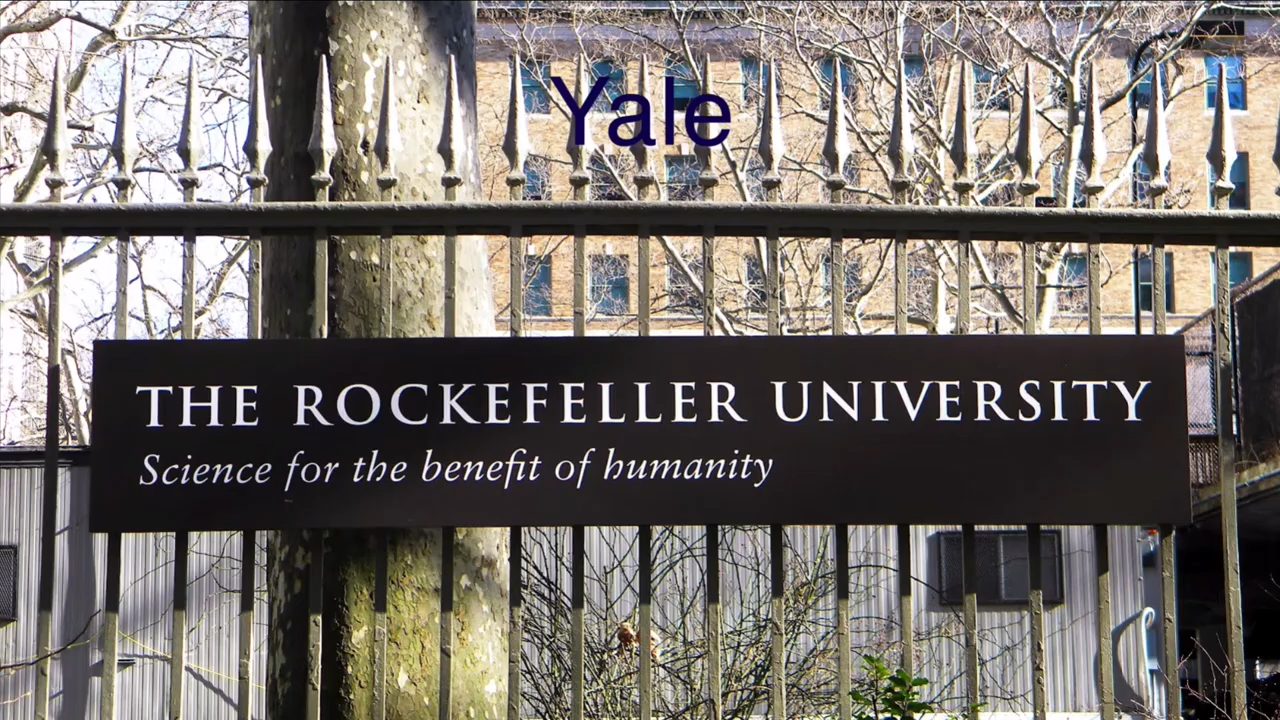 Yale
THE ROCKEFELLER UNIVERSITY
Science for the benefit of humanity